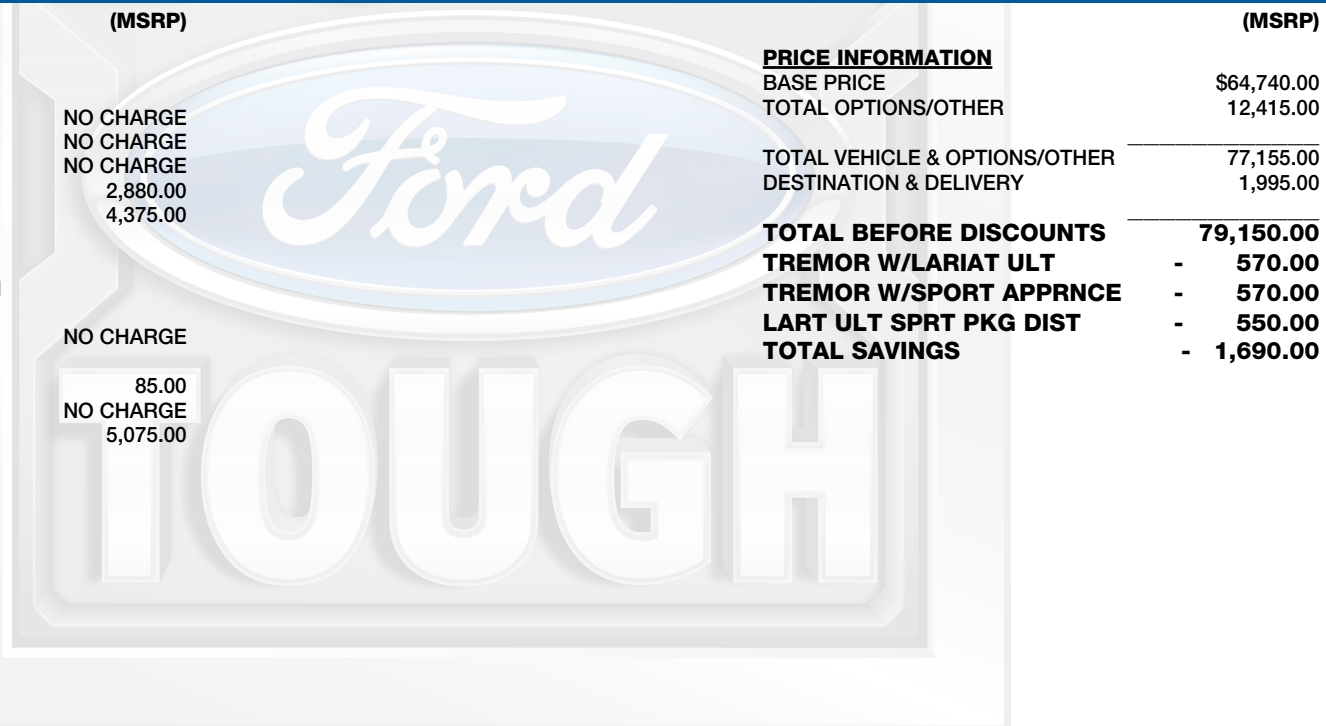 (MSRP)
NO CHARGE
NO CHARGE
NO CHARGE
2,880.00
4,375.00
NO CHARGE
85.00
NO CHARGE
5,075.00
Ford
TOUGH
(MSRP)
PRICE INFORMATION
BASE PRICE $64,740.00
TOTAL OPTIONS/OTHER 12,415.00
TOTAL VEHICLE & OPTIONS/OTHER 77,155.00
DESTINATION & DELIVERY 1,995.00
TOTAL BEFORE DISCOUNTS 79,150.00
TREMOR W/LARIAT ULT - 570.00
TREMOR W/SPORT APPRNCE - 570.00
LART ULT SPRT PKG DIST - 550.00
TOTAL SAVINGS - 1,690.00